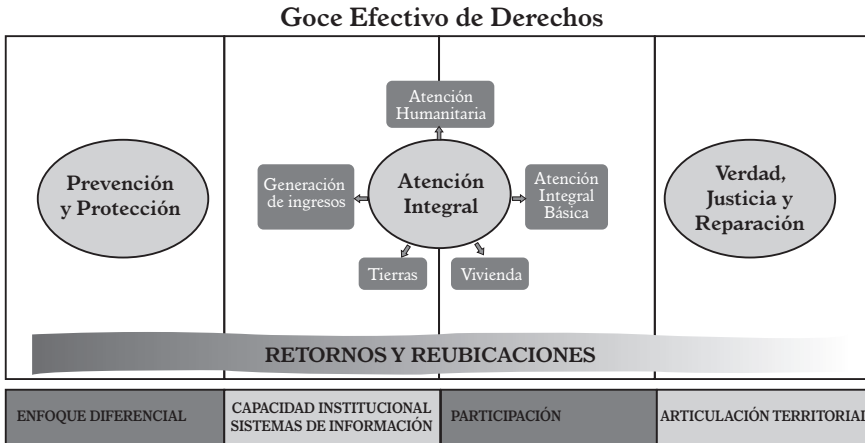 Goce Efectivo de Derechos
Prevención
y Protección
Atención
Humanitaria
Generación
de ingresos
Atención
Integral
Atención
Integral
Básica
Tierras
Vivienda
Verdad,
Justicia y
Reparación
RETORNOS Y REUBICACIONES
ENFOQUE DIFERENCIAL
CAPACIDAD INSTITUCIONAL
SISTEMAS DE INFORMACIÓN
PARTICIPACIÓN
ARTICULACIÓN TERRITORIAL